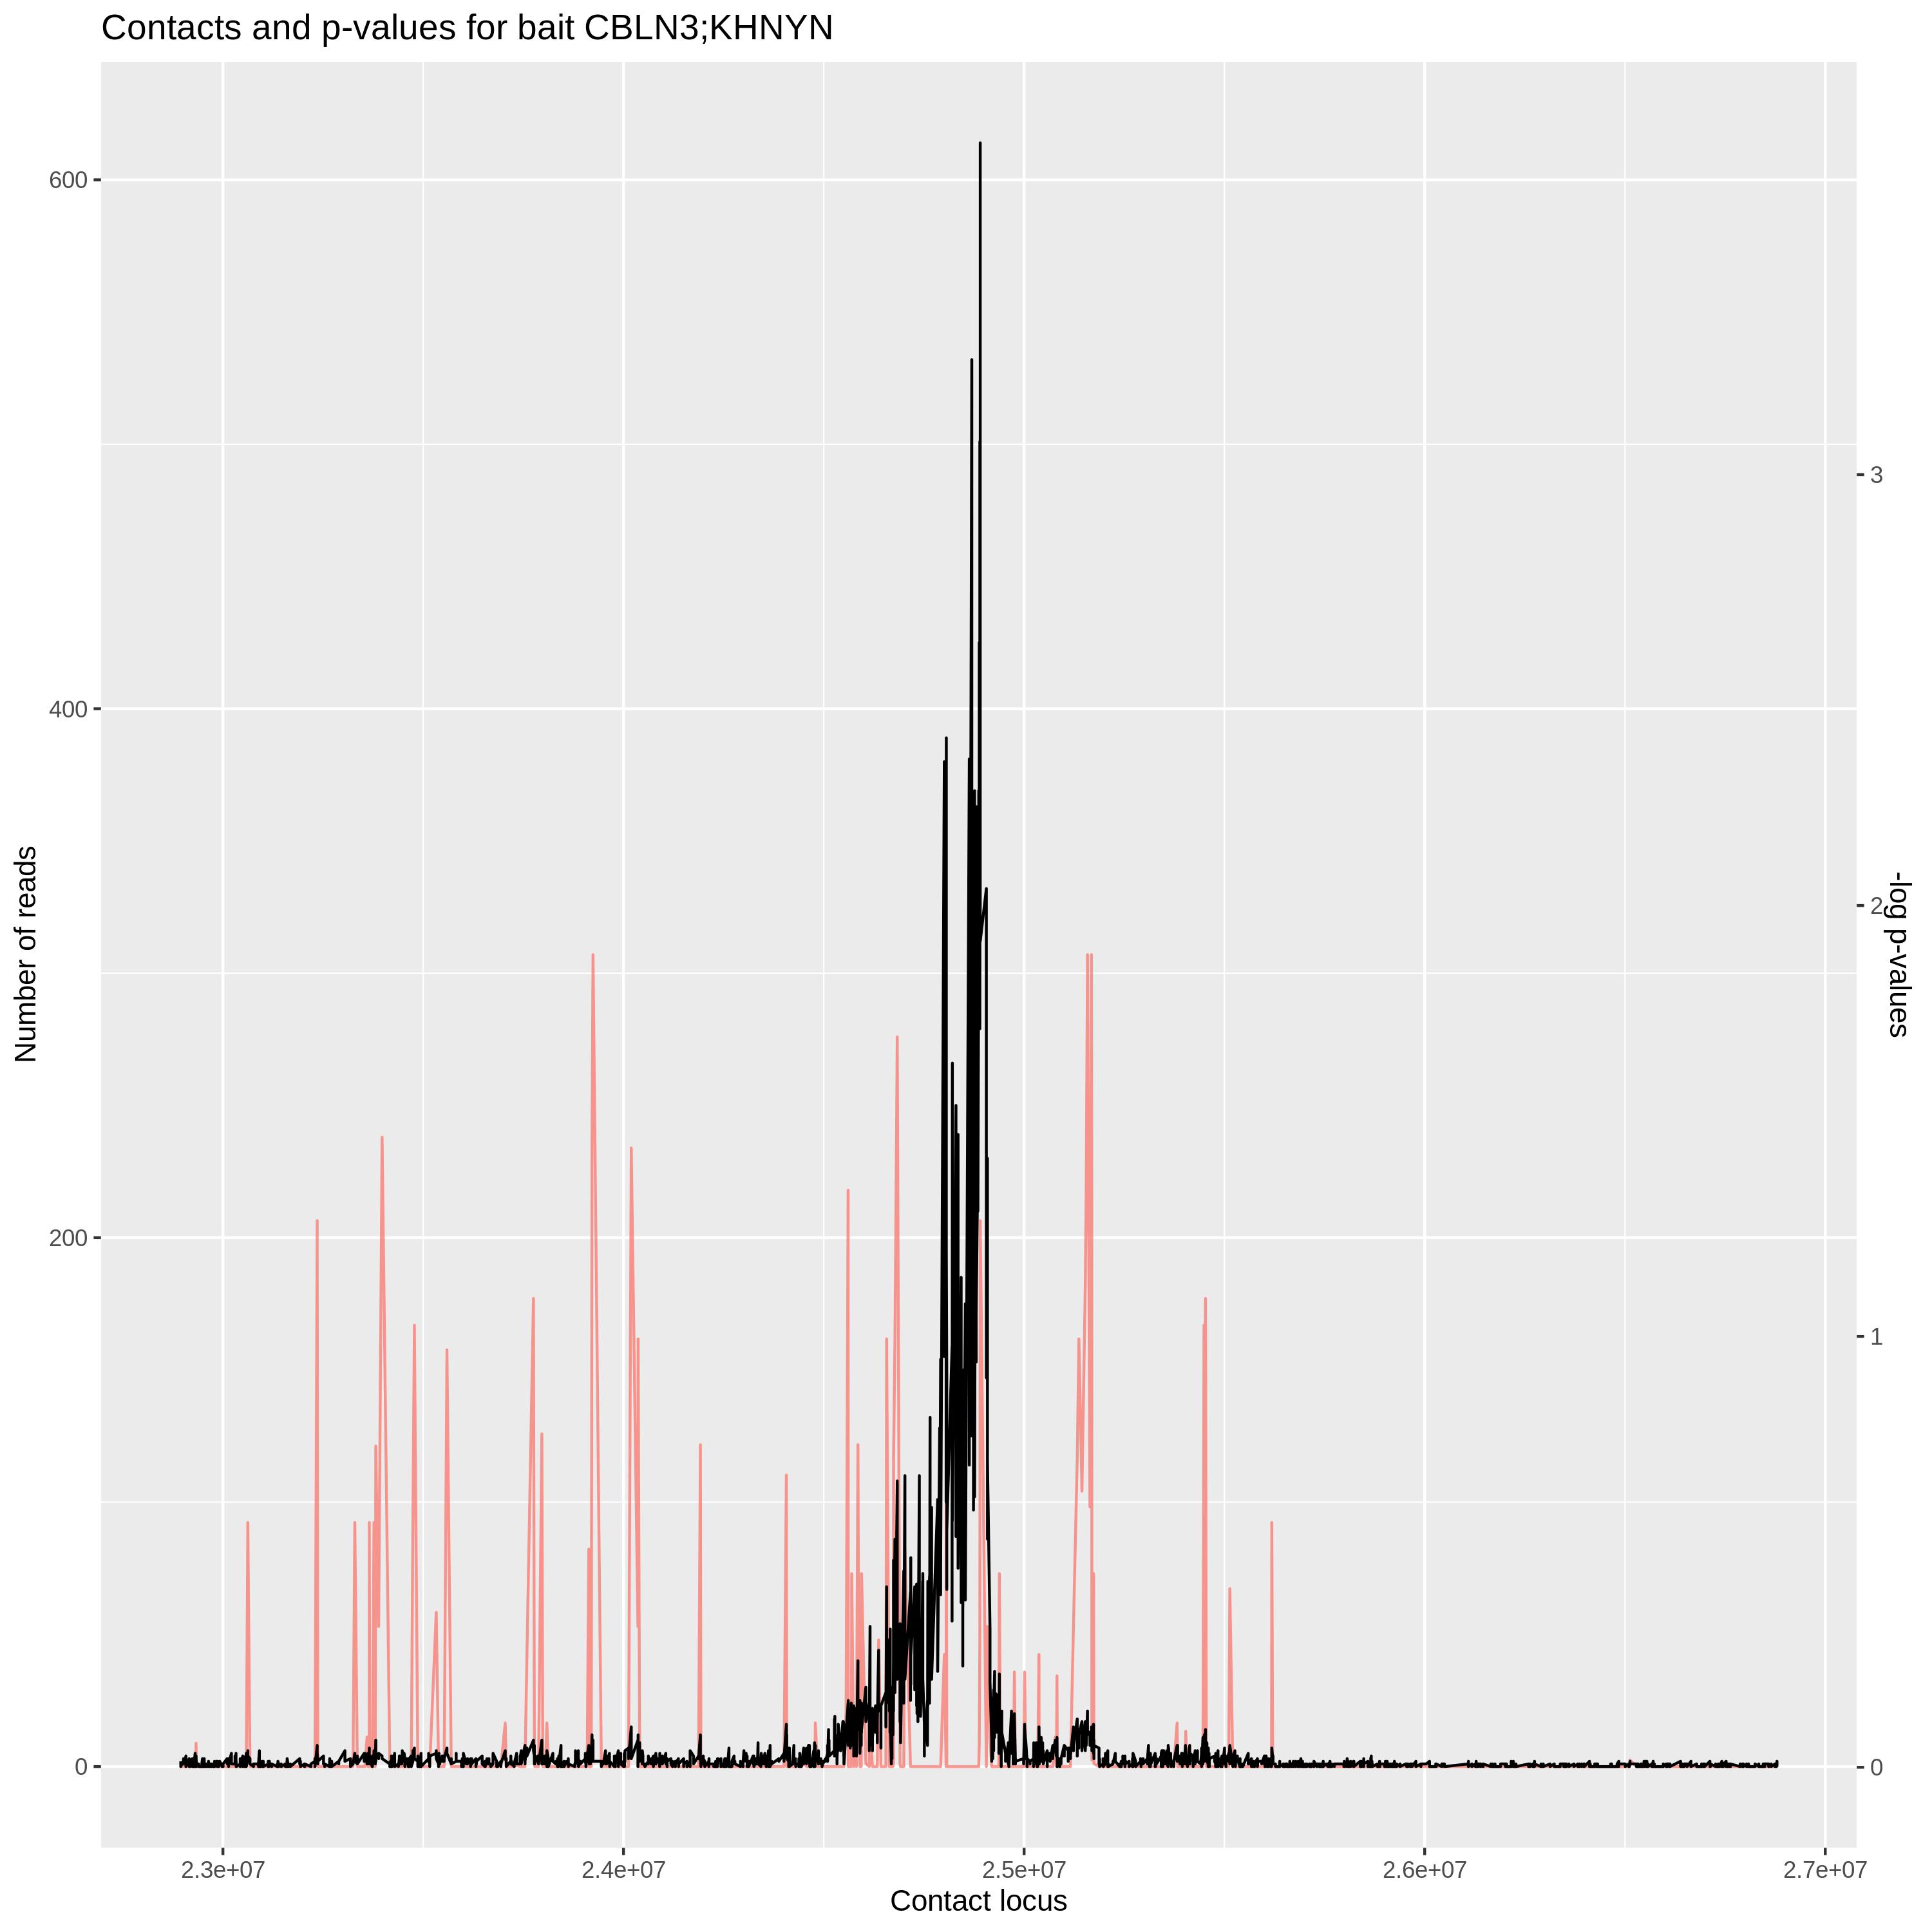 Contacts and p-values for bait CBLN3;KHNYN
600
400
200
0
Number of reads
3
2
1
0
-log p-values
2.3e+07
2.4e+07
2.5e+07
2.6e+07
2.7e+07
Contact locus